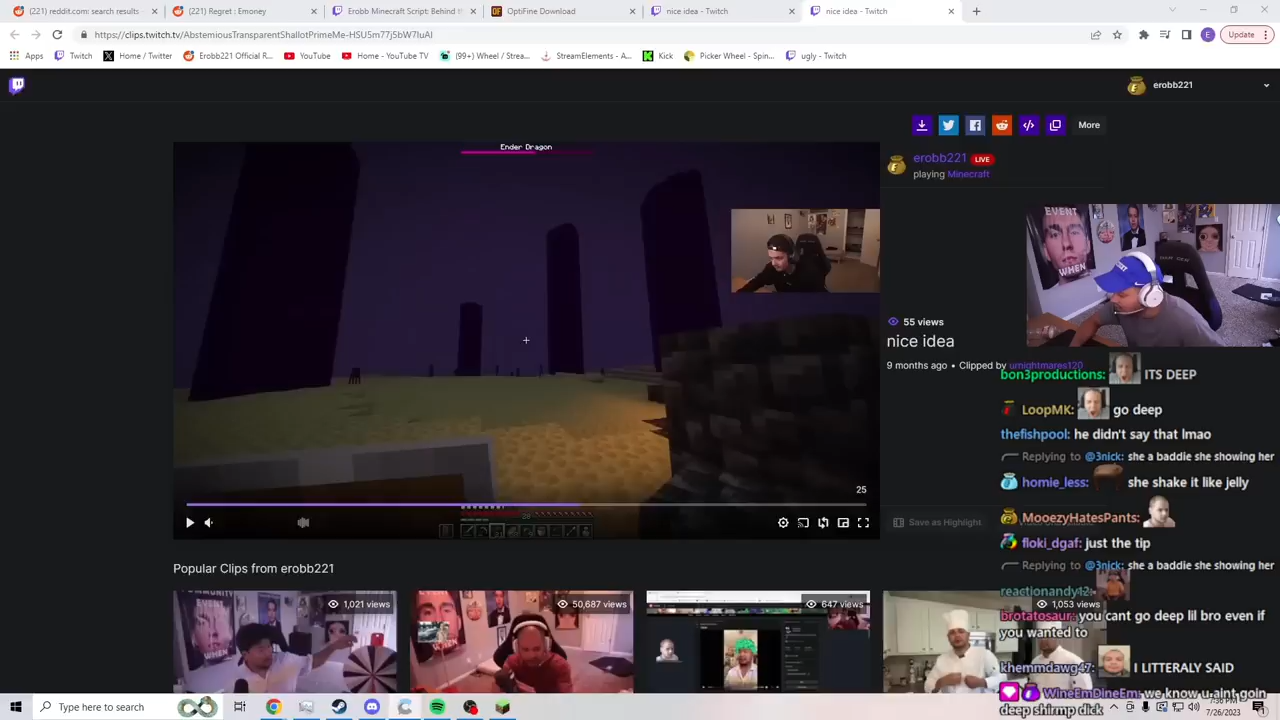 (221) reddit.com: search results -
(221) Regret : Emoney
Erobb Minecraft Script: Behind t
OptiFine Download
nice idea - Twitch
nice idea - Twitch
https://clips.twitch.tv/AbstemiousTransparentShallotPrimeMe-HSU5m77j5bW7IuAI
Update
Apps
Twitch
Home / Twitter
Erobb221 Official R...
YouTube
Home - YouTube TV
(99+) Wheel / Strea...
StreamElements - A...
Kick
Picker Wheel - Spin...
ugly - Twitch
erobb221
More
Ender Dragon
erobb221 LIVE
playing Minecraft
EVENT
WHEN
55 views
nice idea
9 months ago • Clipped by urnightmares120
25
Save as Highlight
bon3productions: ITS DEEP
LoopMK: go deep
thefishpool: he didn't say that lmao
Replying to @3nick: she a baddie she showing her
homie_less: she shake it like jelly
MooezyHatesPants:
floki_dgaf: just the tip
Replying to @3nick: she a baddie she showing her
reactionandy12:
brotatosaur: you cant go deep lil bro even if
you wanted to
khemmdawg47: I LITTERALY SAID
WineEmDineEm: we know u aint goin
deep shirmp dick
Popular Clips from erobb221
1,021 views
50,687 views
647 views
1,053 views
Type here to search
7:56 PM
7/26/2023